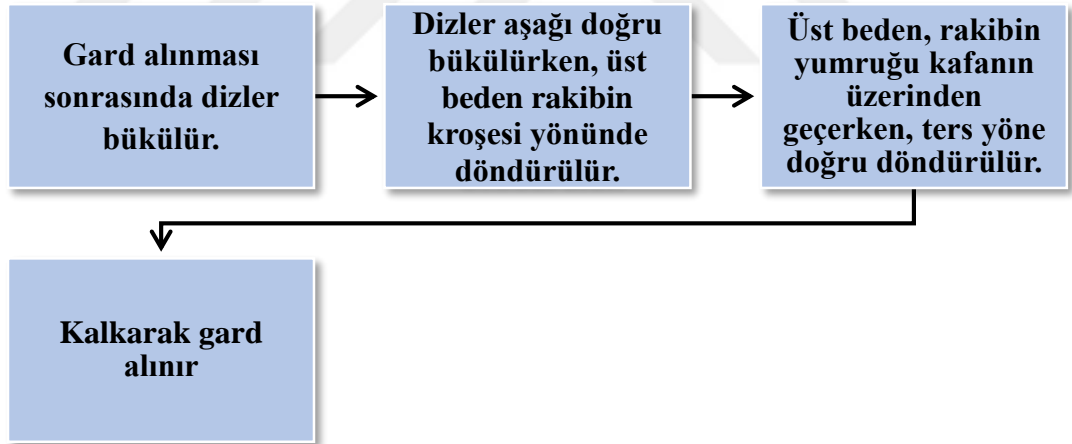 Gard alınması
sonrasında dizler
bükülür.
Dizler aşağı doğru
bükülürken, üst
beden rakibin
kroşesi yönünde
döndürülür.
Üst beden, rakibin
yumruğu kafanın
üzerinden
geçerken, ters yöne
doğru döndürülür.
Kalkarak gard
alınır